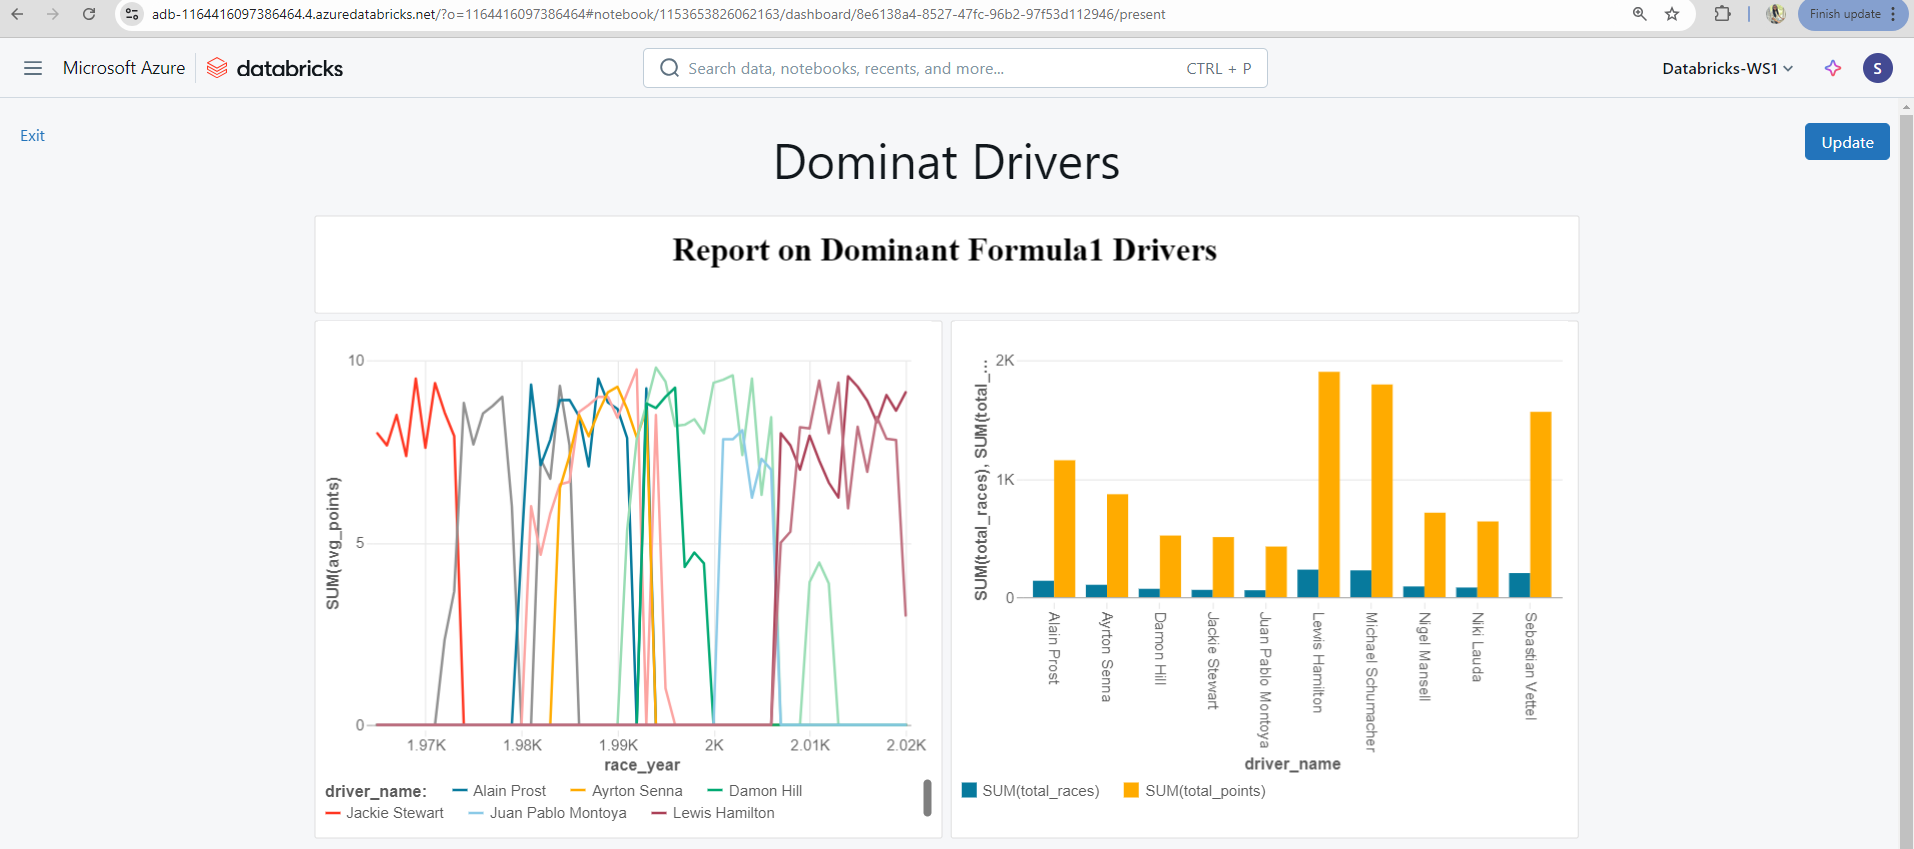 adb-1164416097386464.4.azuredatabricks.net/?o=1164416097386464#notebook/1153653826062163/dashboard/8e6138a4-8527-47fc-96b2-97f53d112946/present
Finish update
Microsoft Azure
databricks
Search data, notebooks, recents, and more...
CTRL + P
Databricks-WS1
S
Exit
Dominat Drivers
Update
Report on Dominant Formula1 Drivers
SUM(avg_points)
10
5
0
1.97K 1.98K 1.99K 2K 2.01K 2.02K
race_year
driver_name: Alain Prost Ayrton Senna Damon Hill
Jackie Stewart Juan Pablo Montoya Lewis Hamilton
SUM(total_races), SUM(total_...
2K
1K
0
Alain Prost
Ayrton Senna
Damon Hill
Jackie Stewart
Juan Pablo Montoya
Lewis Hamilton
Michael Schumacher
Nigel Mansell
Niki Lauda
Sebastian Vettel
driver_name
SUM(total_races) SUM(total_points)